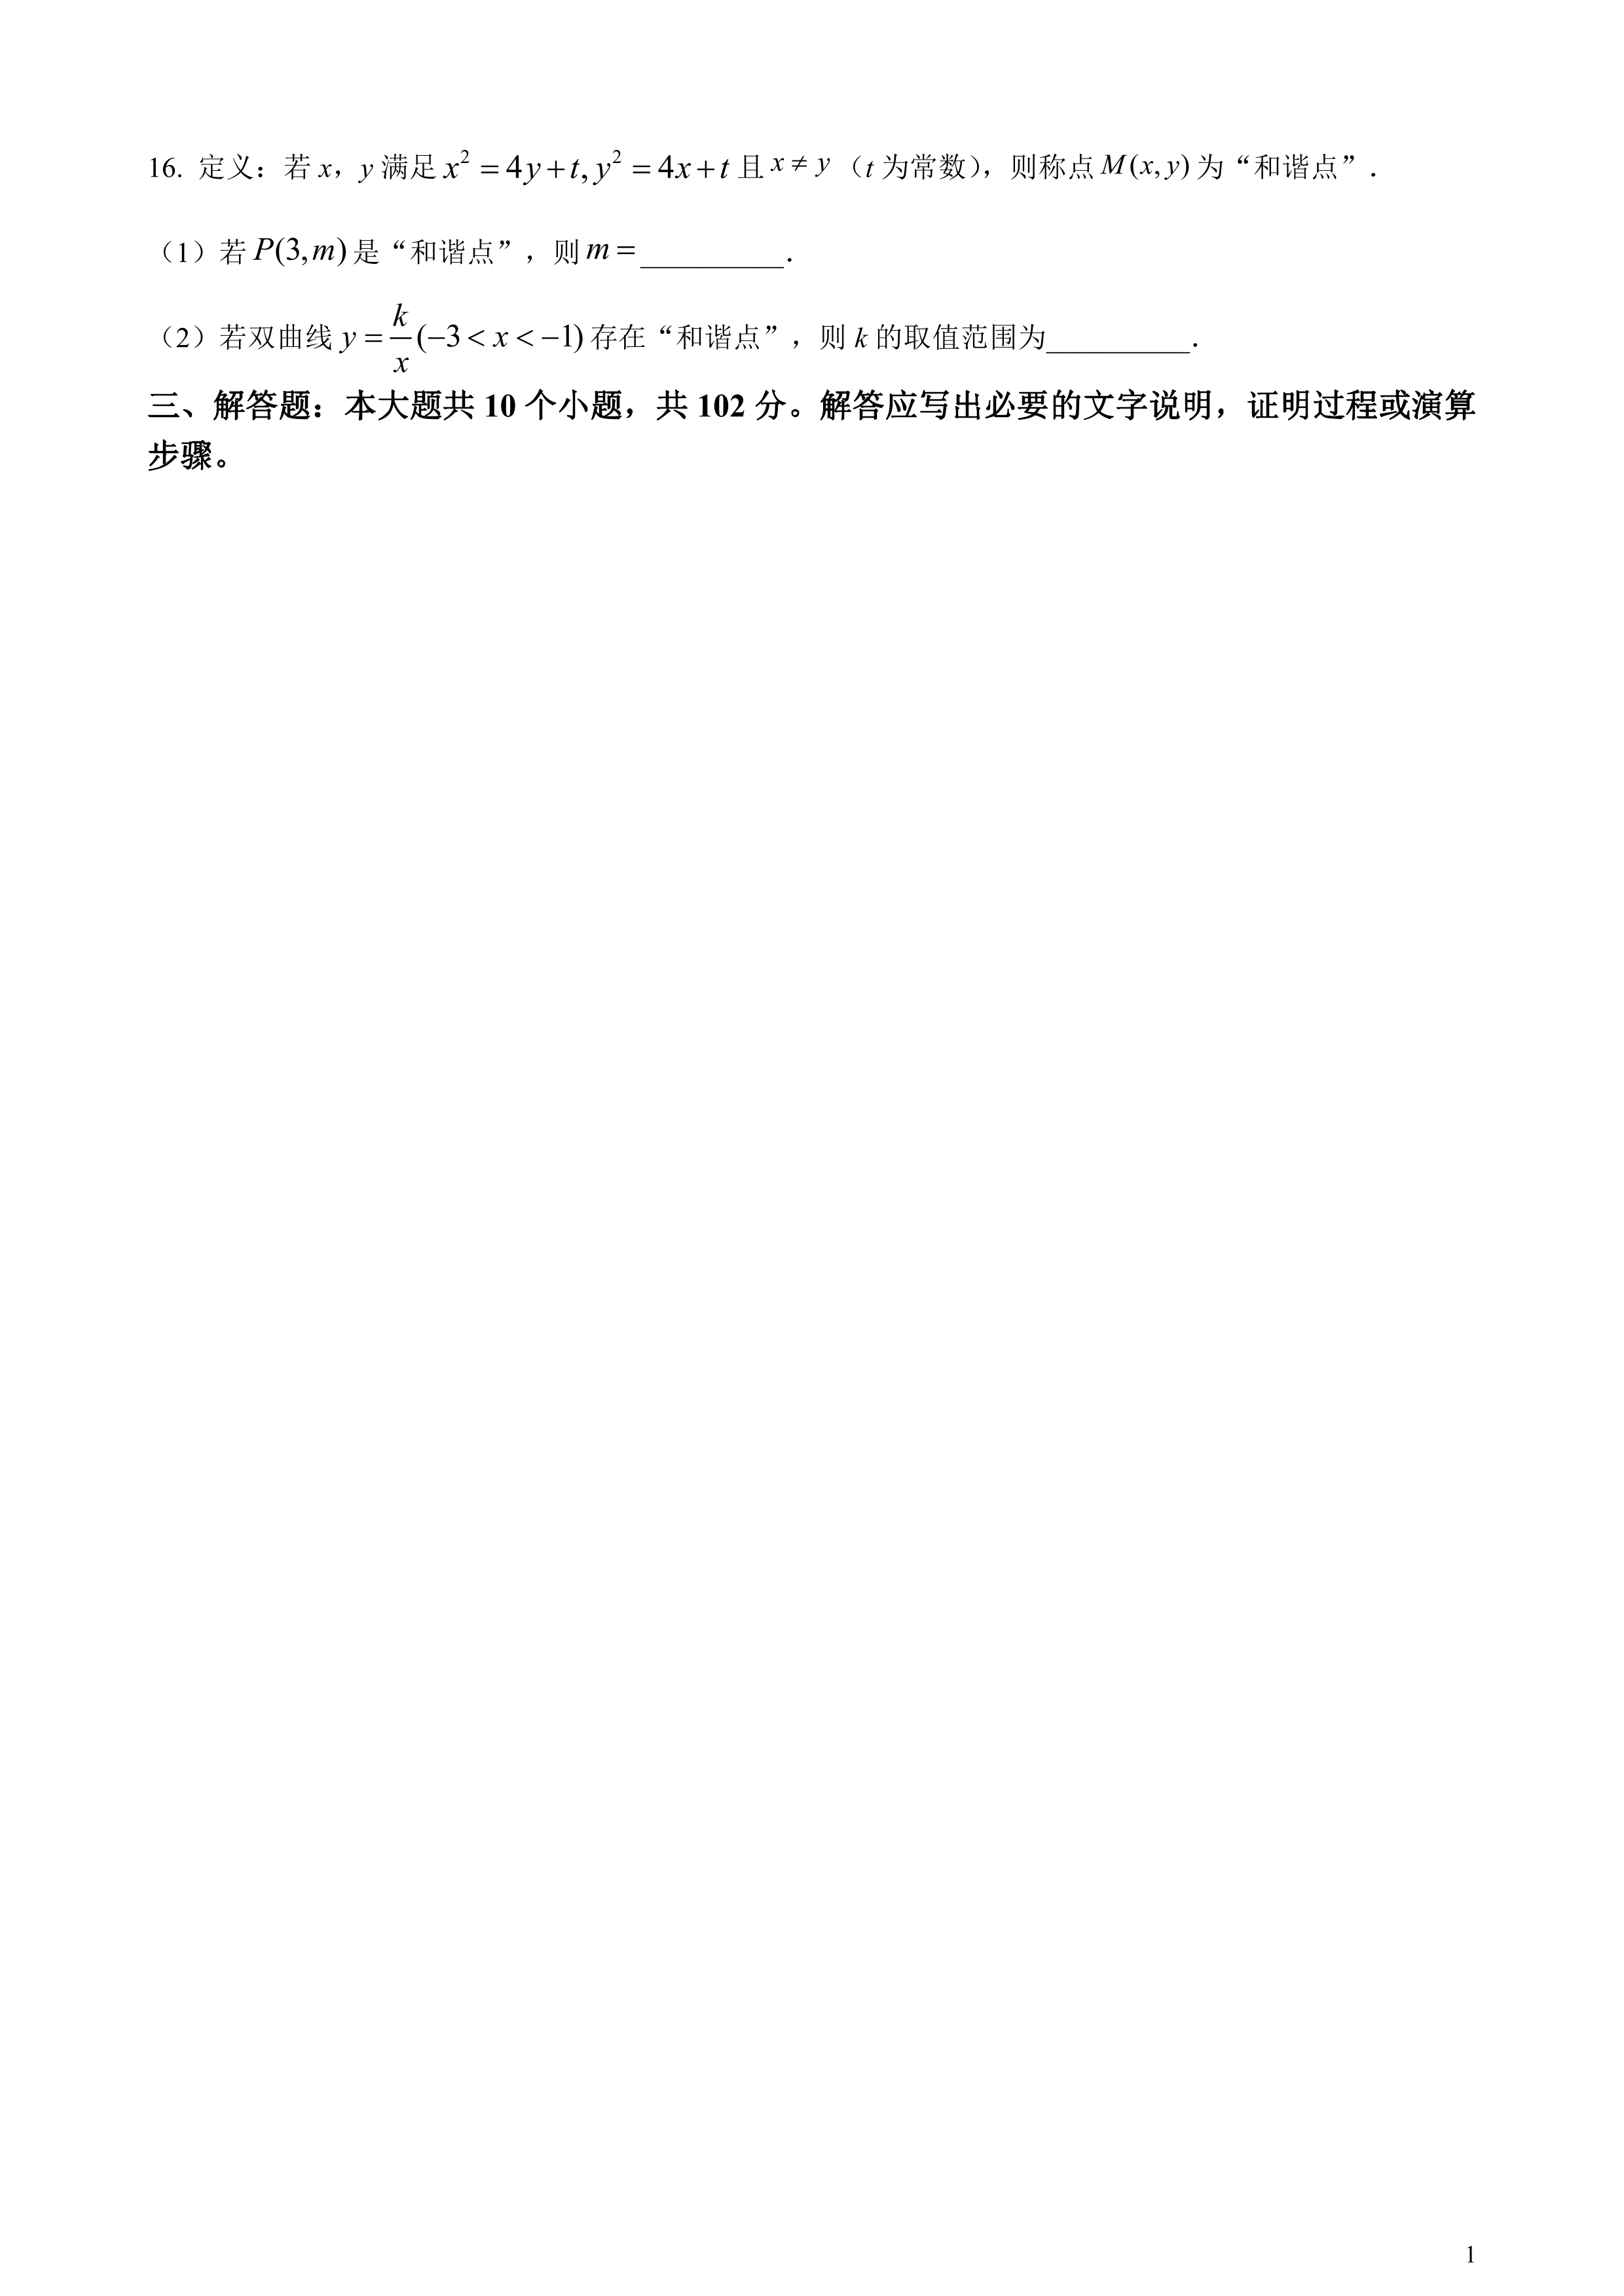 16. 定义：若 x，y 满足 x² = 4y + t, y² = 4x + t 且 x ≠ y（t 为常数），则称点 M(x, y) 为“和谐点”．
（1）若 P(3, m) 是“和谐点”，则 m = __________.
（2）若双曲线 y = k/x (−3 < x < −1) 存在“和谐点”，则 k 的取值范围为__________.
三、解答题：本大题共 10 个小题，共 102 分。解答应写出必要的文字说明，证明过程或演算
步骤。
1